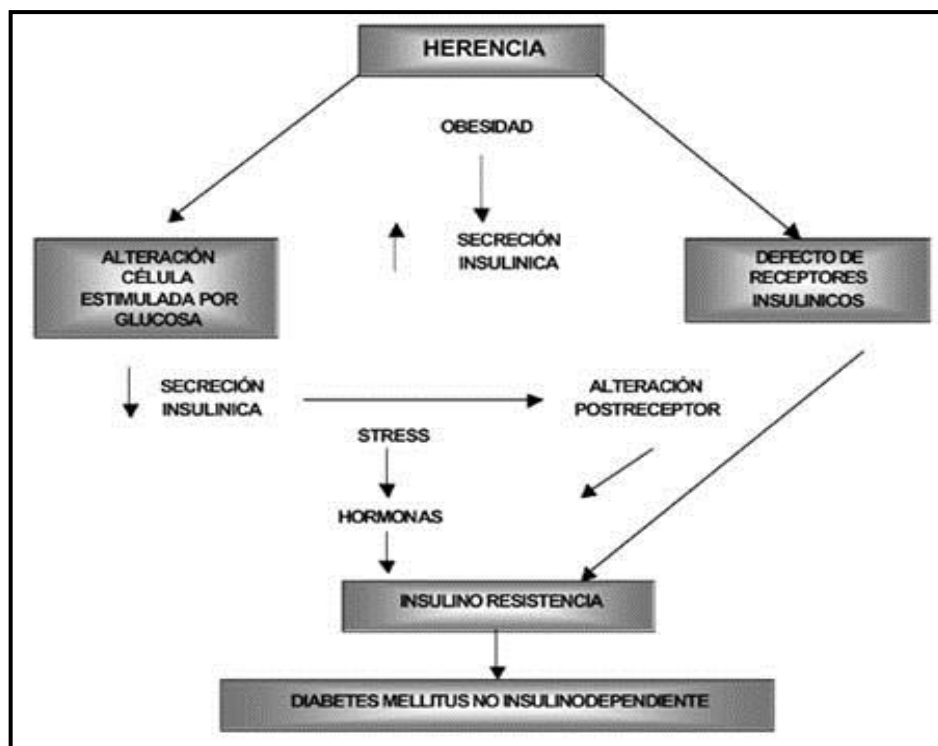 HERENCIA
OBESIDAD
SECRECIÓN
INSULINICA
ALTERACIÓN
CÉLULA
ESTIMULADA POR
GLUCOSA
DEFECTO DE
RECEPTORES
INSULINICOS
SECRECIÓN
INSULINICA
ALTERACIÓN
POSTRECEPTOR
STRESS
HORMONAS
INSULINO RESISTENCIA
DIABETES MELLITUS NO INSULINODEPENDIENTE